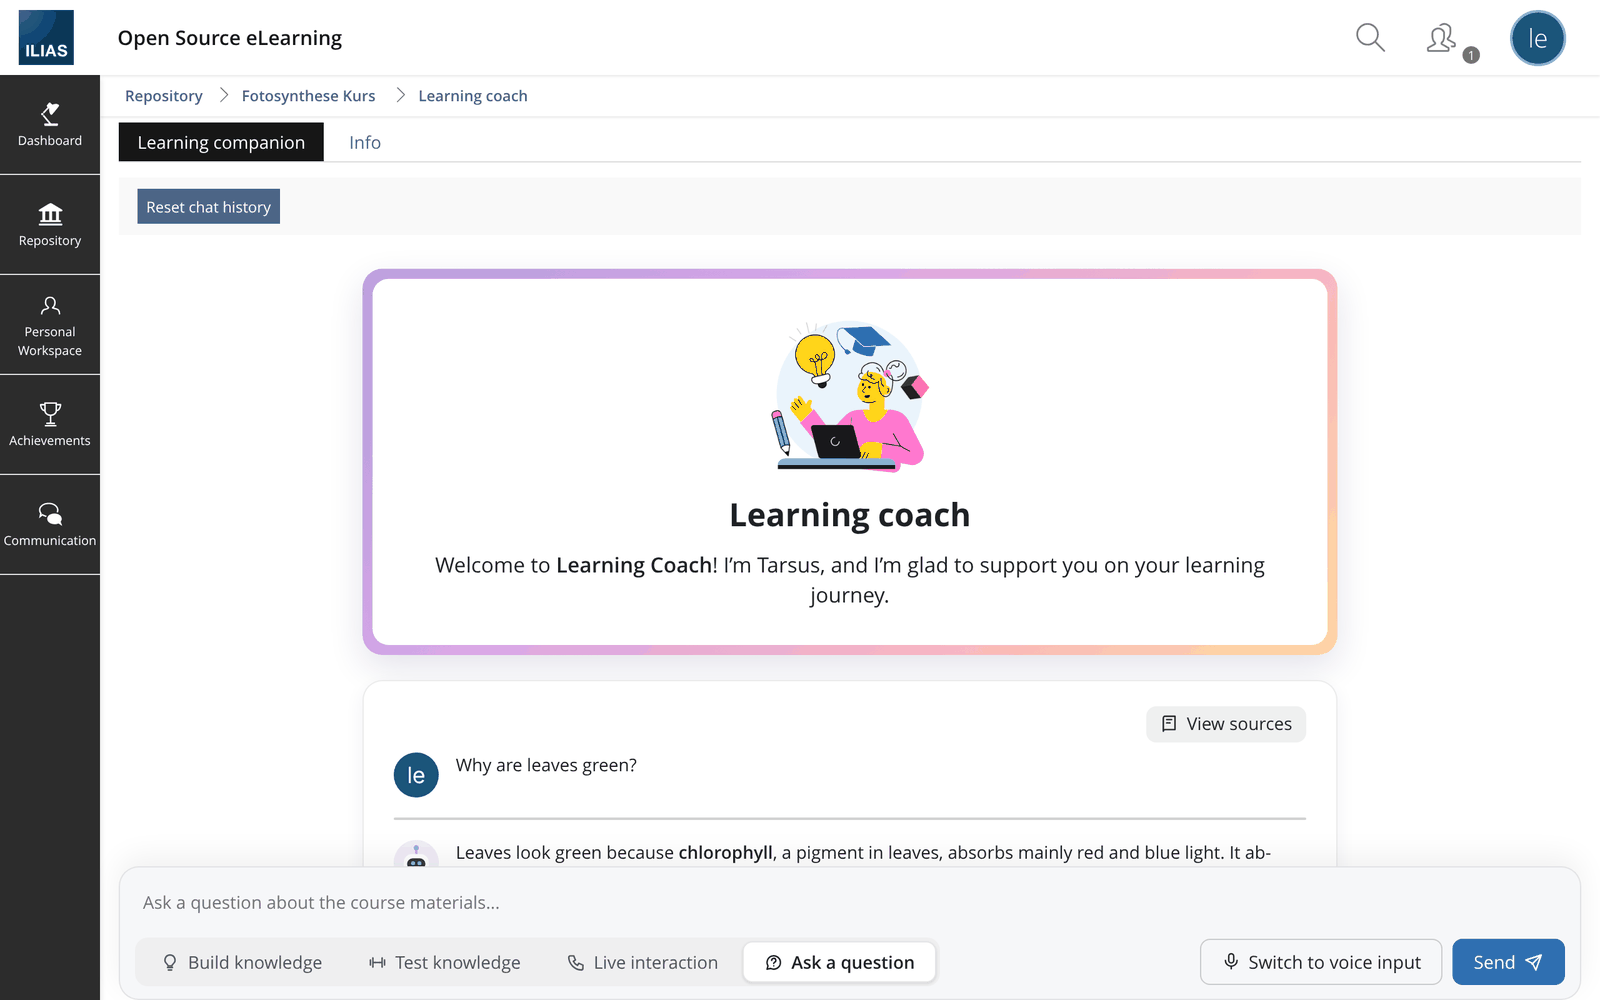 ILIAS
Open Source eLearning
1
le
Repository
Fotosynthese Kurs
Learning coach
Dashboard
Repository
Personal
Workspace
Achievements
Communication
Learning companion
Info
Reset chat history
Learning coach
Welcome to Learning Coach! I’m Tarsus, and I’m glad to support you on your learning
journey.
View sources
le
Why are leaves green?
Leaves look green because chlorophyll, a pigment in leaves, absorbs mainly red and blue light. It ab-
Ask a question about the course materials...
Build knowledge
Test knowledge
Live interaction
Ask a question
Switch to voice input
Send